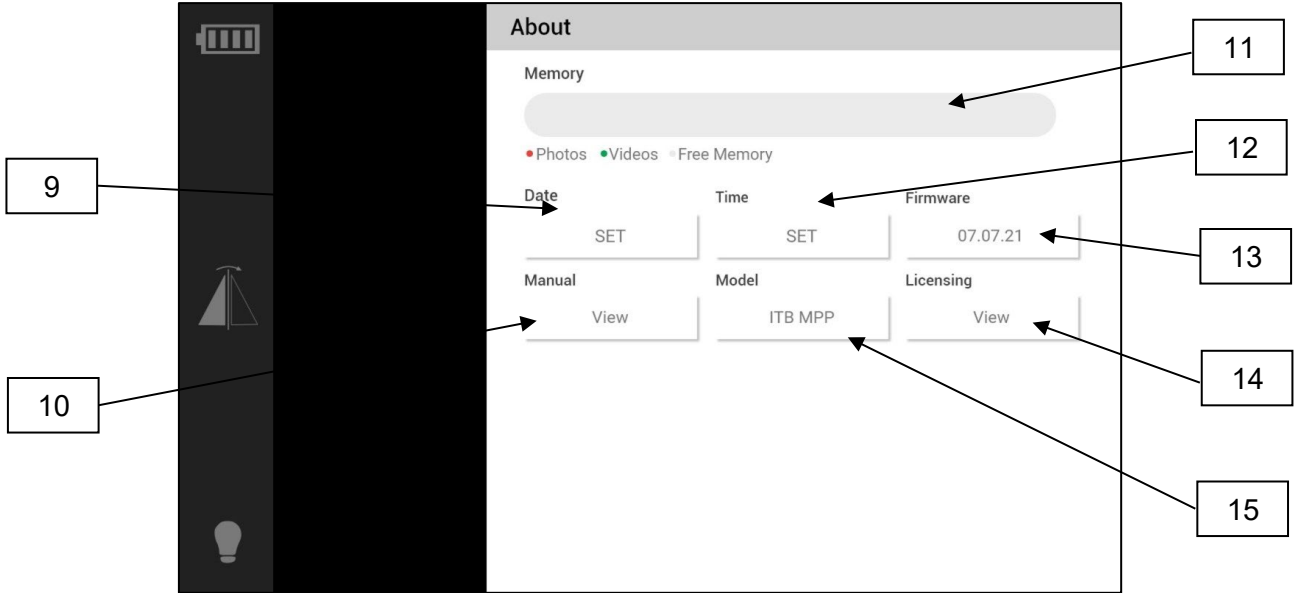 About
11
Memory
12
Photos Videos Free Memory
9
Date Time Firmware
SET SET 07.07.21
13
Manual Model Licensing
View ITB MPP View
14
10
15